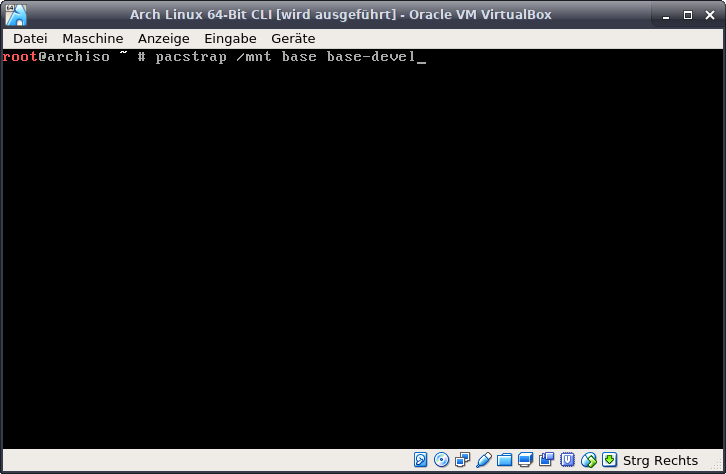 Arch Linux 64-Bit CLI [wird ausgeführt] - Oracle VM VirtualBox
Datei Maschine Anzeige Eingabe Geräte
root@archiso ~ # pacstrap /mnt base base-devel_
Strg Rechts